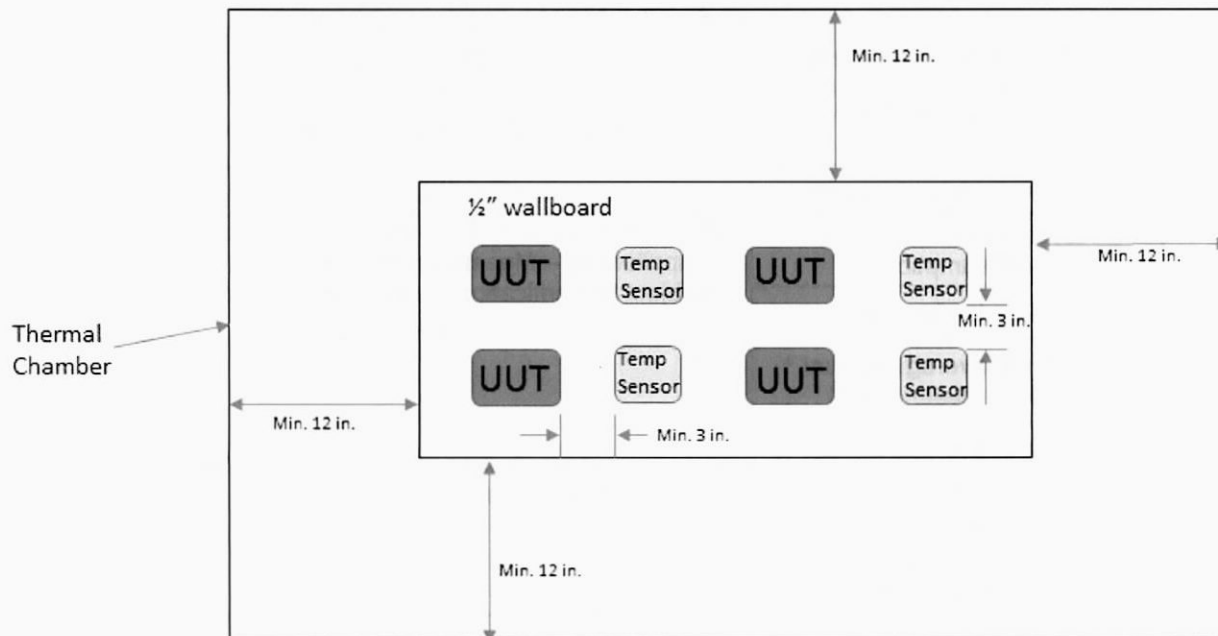 Min. 12 in.
½" wallboard
UUT
Temp
Sensor
UUT
Temp
Sensor
Min. 12 in.
Min. 3 in.
Thermal
Chamber
UUT
Temp
Sensor
UUT
Temp
Sensor
Min. 12 in.
Min. 3 in.
Min. 12 in.